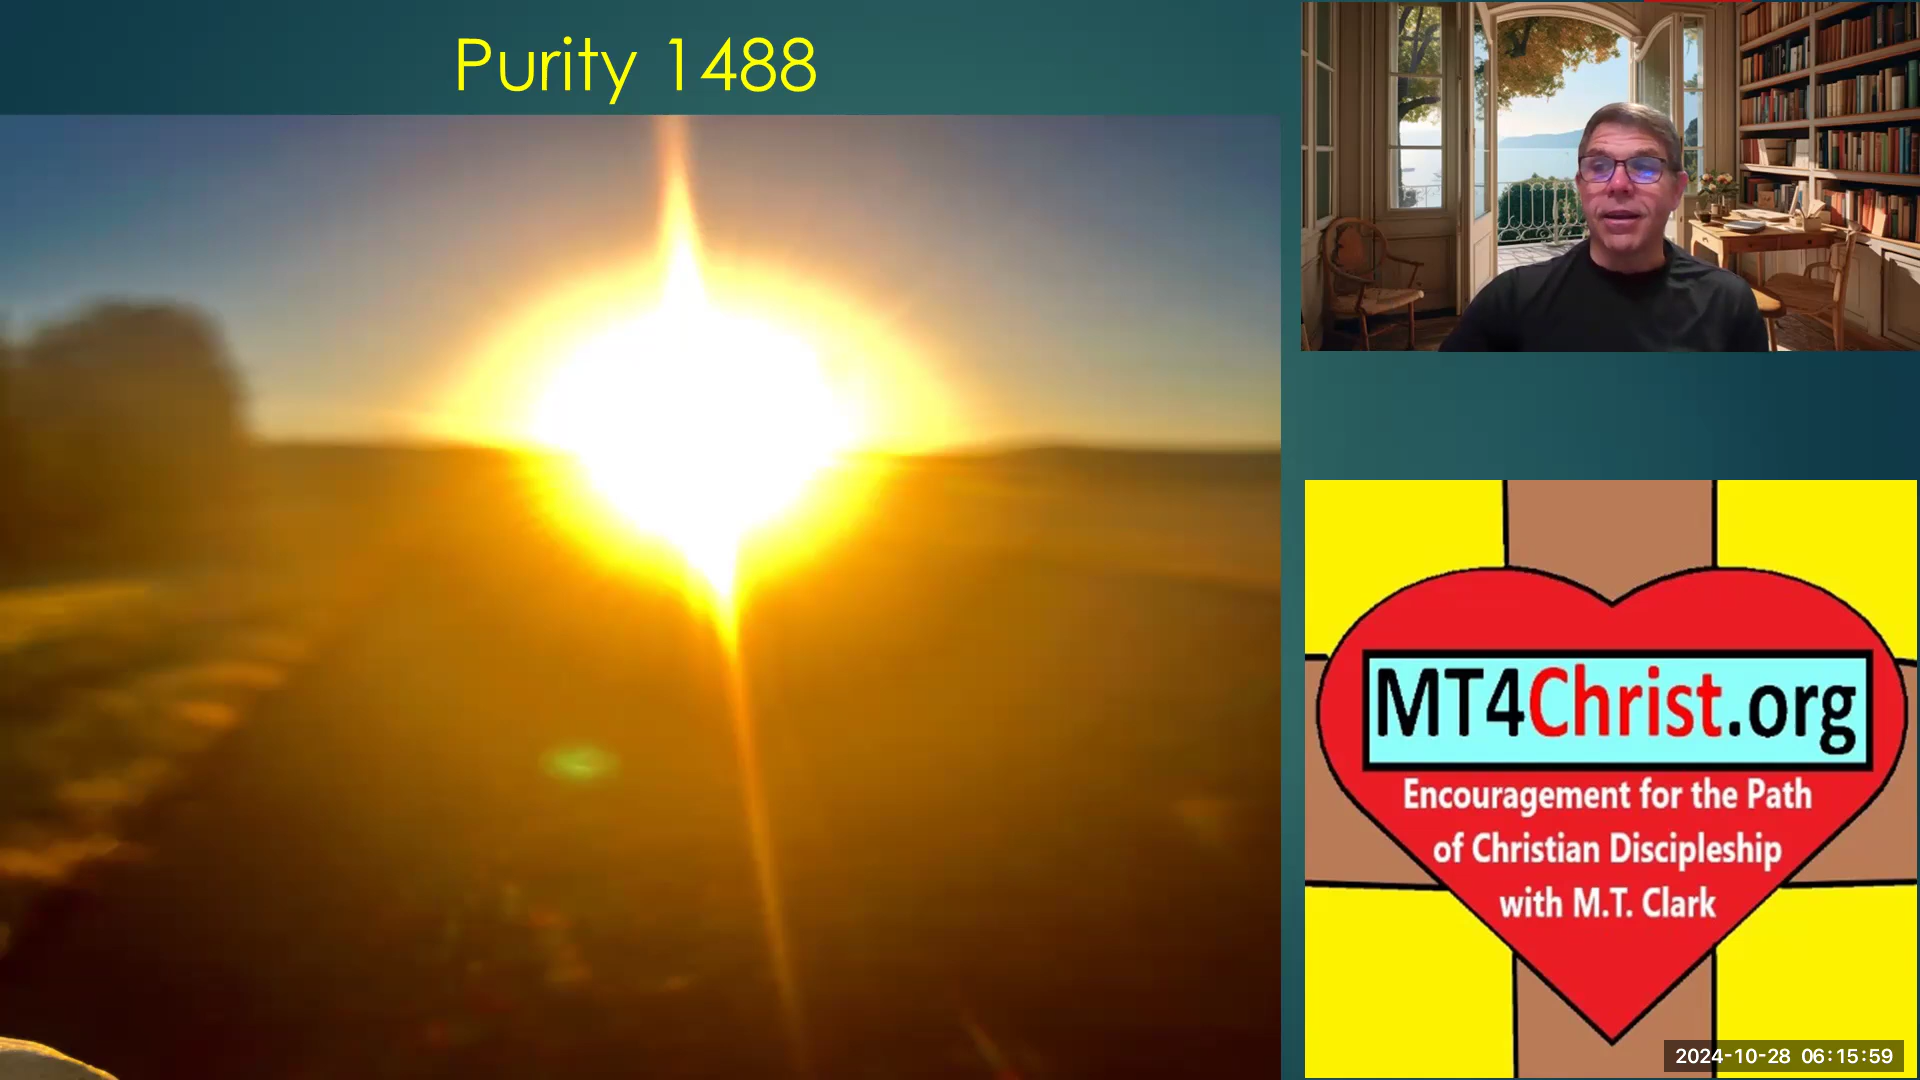 Purity 1488
MT4Christ.org
Encouragement for the Path
of Christian Discipleship
with M.T. Clark
2024-10-28 06:15:59